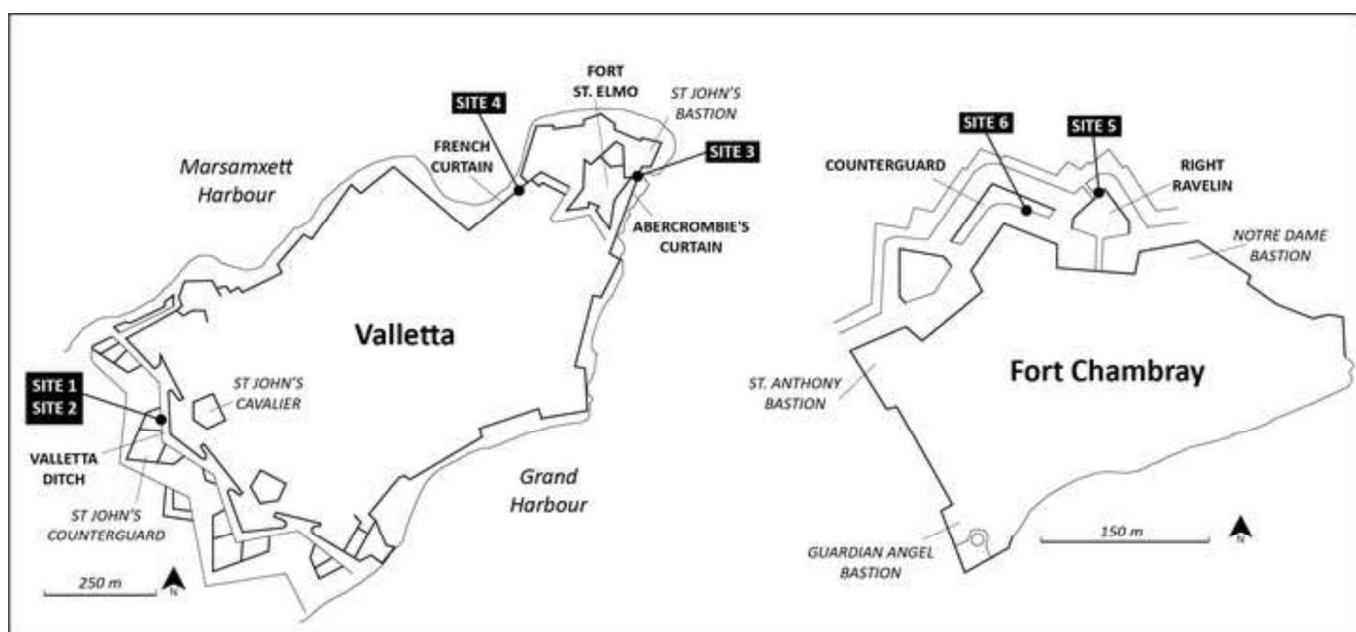 FORT
ST. ELMO
ST JOHN'S
BASTION
SITE 4
SITE 3
FRENCH
CURTAIN
Marsamxett
Harbour
ABERCROMBIE'S
CURTAIN
Valletta
ST JOHN'S
CAVALIER
SITE 1
SITE 2
VALLETTA
DITCH
ST JOHN'S
COUNTERGUARD
Grand
Harbour
250 m
N
SITE 6
SITE 5
COUNTERGUARD
RIGHT
RAVELIN
NOTRE DAME
BASTION
Fort Chambray
ST. ANTHONY
BASTION
GUARDIAN ANGEL
BASTION
150 m
N